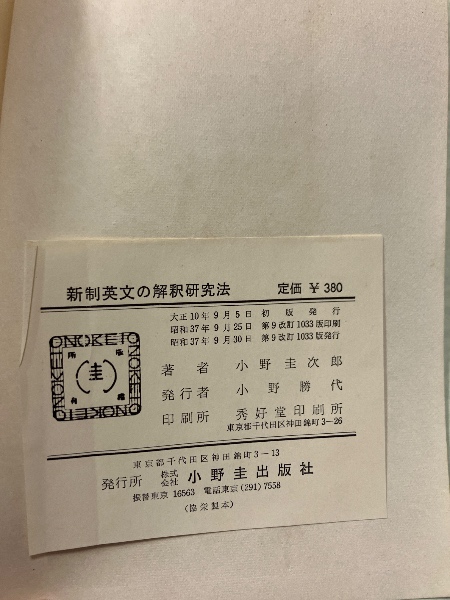 新制英文の解釈研究法 定価 ¥ 380
大正10年9月5日 初版発行
昭和37年9月25日 第9改訂1033版印刷
昭和37年9月30日 第9改訂1033版発行
著者 小野圭次郎
発行者 小野勝代
印刷所 秀好堂印刷所
東京都千代田区神田錦町3-26
ONOKEI
版所
(圭)
有
東京都千代田区神田錦町3-13
発行所 株式会社 小野圭出版社
振替東京 16563 電話東京(291)7558
(協栄製本)